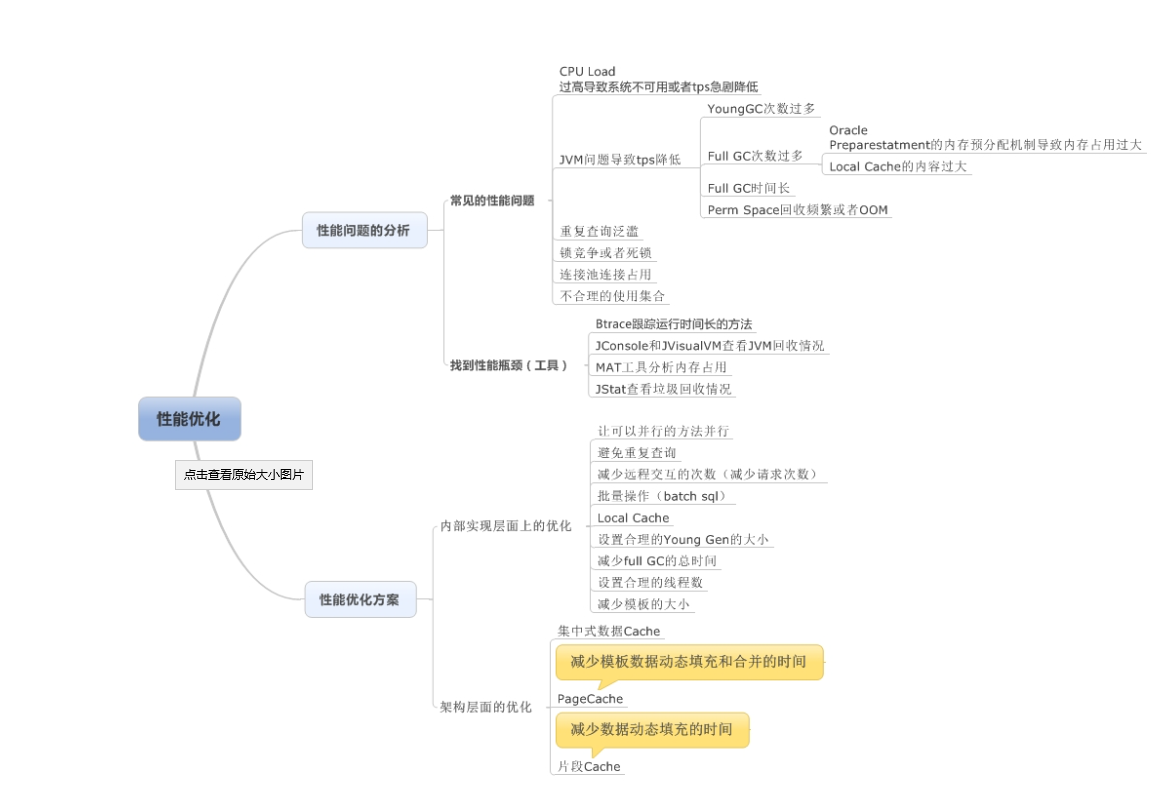 CPU Load
过高导致系统不可用或者tps急剧降低
YoungGC次数过多
Oracle
Preparestatment的内存预分配机制导致内存占用过大
JVM问题导致tps降低
Full GC次数过多
Local Cache的内容过大
Full GC时间长
常见的性能问题
Perm Space回收频繁或者OOM
性能问题的分析
重复查询泛滥
锁竞争或者死锁
连接池连接占用
不合理的使用集合
Btrace跟踪运行时间长的方法
JConsole和JVisualVM查看JVM回收情况
找到性能瓶颈（工具）
MAT工具分析内存占用
JStat查看垃圾回收情况
性能优化
点击查看原始大小图片
让可以并行的方法并行
避免重复查询
减少远程交互的次数（减少请求次数）
批量操作（batch sql）
内部实现层面上的优化
Local Cache
设置合理的Young Gen的大小
减少full GC的总时间
设置合理的线程数
减少模板的大小
性能优化方案
集中式数据Cache
减少模板数据动态填充和合并的时间
PageCache
架构层面的优化
减少数据动态填充的时间
片段Cache